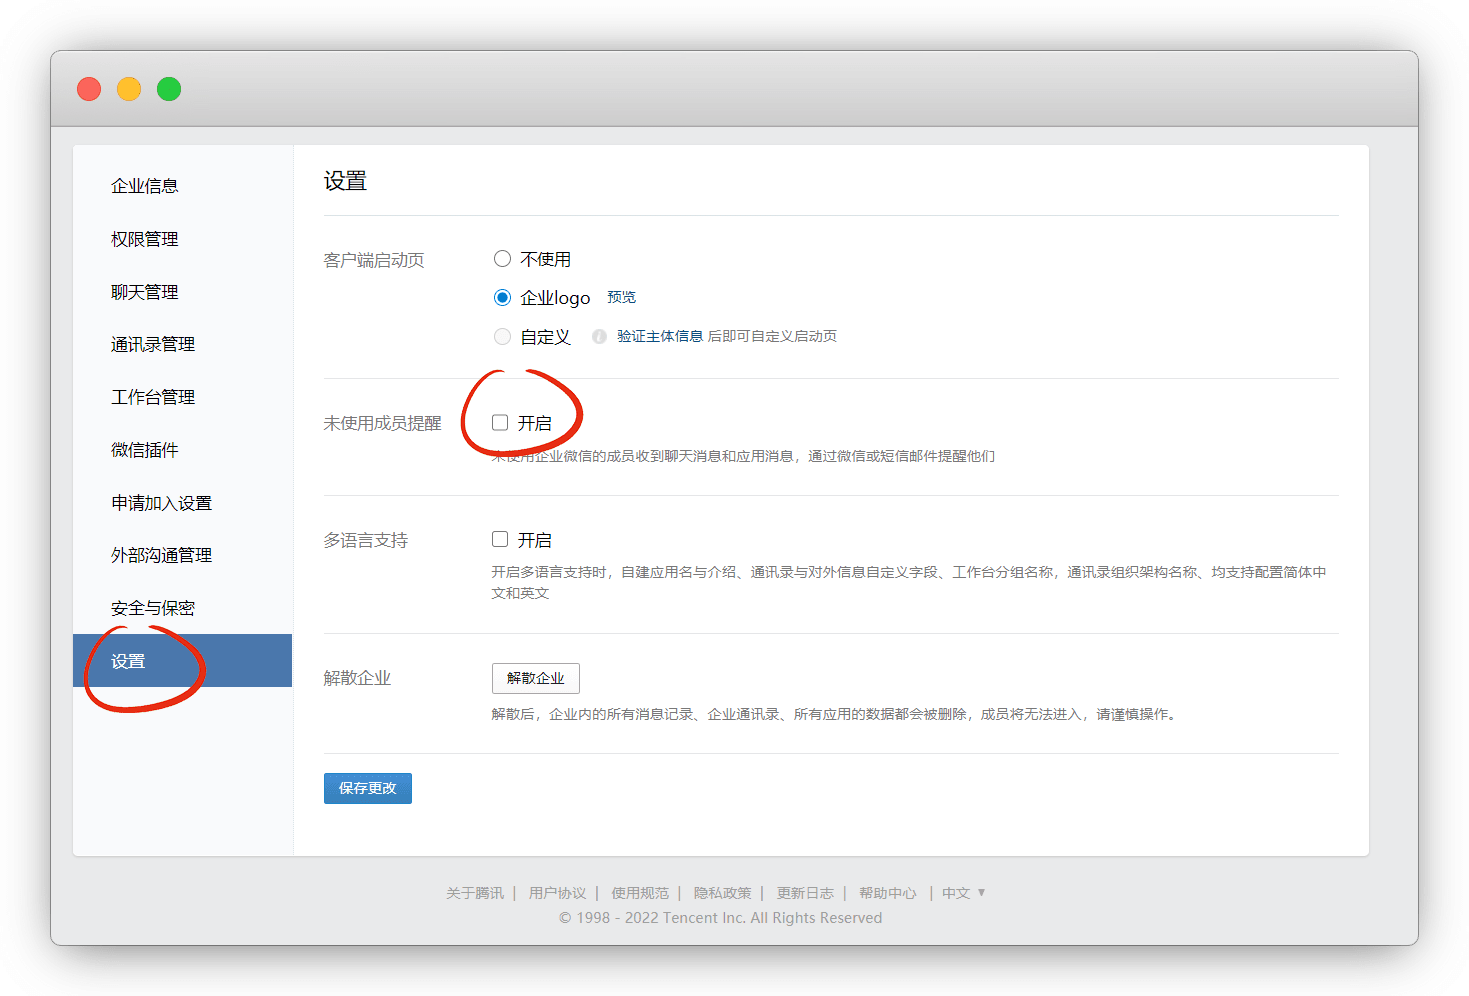 企业信息
权限管理
聊天管理
通讯录管理
工作台管理
微信插件
申请加入设置
外部沟通管理
安全与保密
设置
设置
客户端启动页
不使用
企业logo 预览
自定义 i 验证主体信息 后即可自定义启动页
未使用成员提醒 开启
未使用企业微信的成员收到聊天消息和应用消息，通过微信或短信邮件提醒他们
多语言支持 开启
开启多语言支持时，自建应用名与介绍、通讯录与对外信息自定义字段、工作台分组名称，通讯录组织架构名称、均支持配置简体中
文和英文
解散企业 解散企业
解散后，企业内的所有消息记录、企业通讯录、所有应用的数据都会被删除，成员将无法进入，请谨慎操作。
保存更改
关于腾讯 | 用户协议 | 使用规范 | 隐私政策 | 更新日志 | 帮助中心 | 中文 ▼
© 1998 - 2022 Tencent Inc. All Rights Reserved